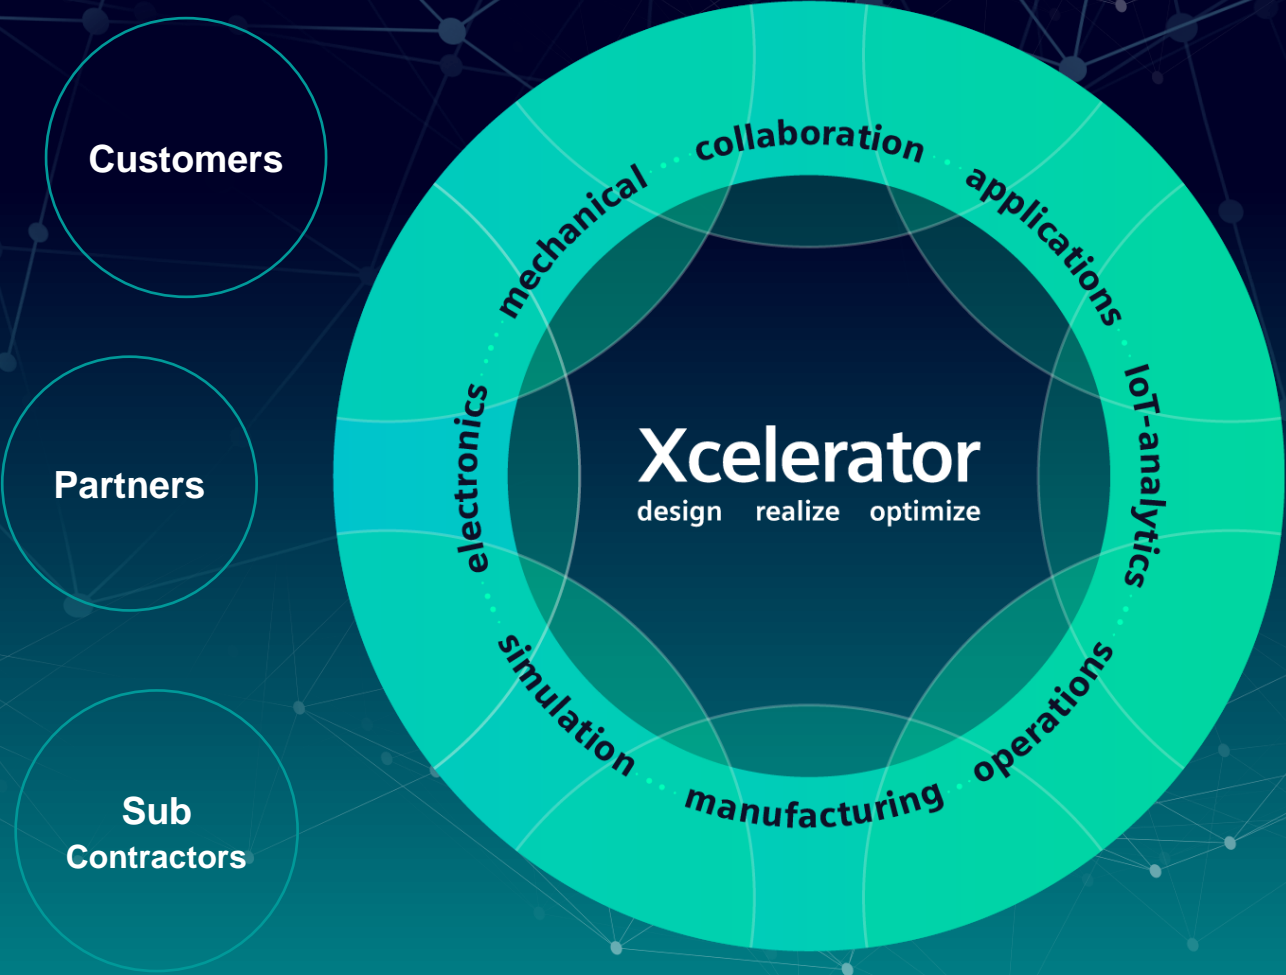 Customers
Partners
Sub
Contractors
collaboration
applications
IoT-analytics
operations
manufacturing
simulation
electronics
mechanical
Xcelerator
design realize optimize